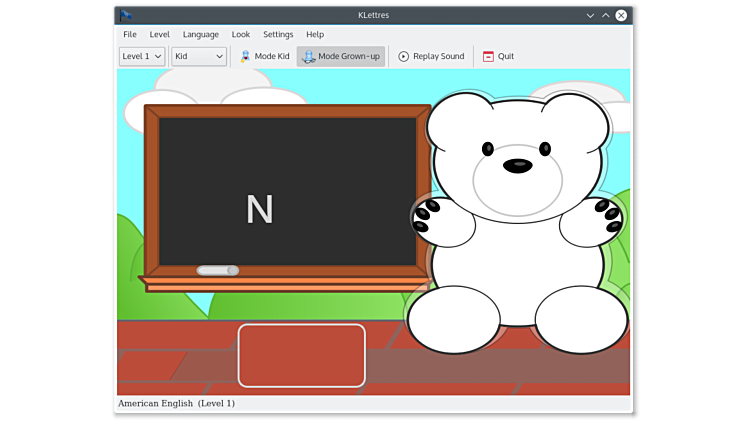 KLettres
File Level Language Look Settings Help
Level 1 Kid Mode Kid Mode Grown-up Replay Sound Quit
N
American English (Level 1)